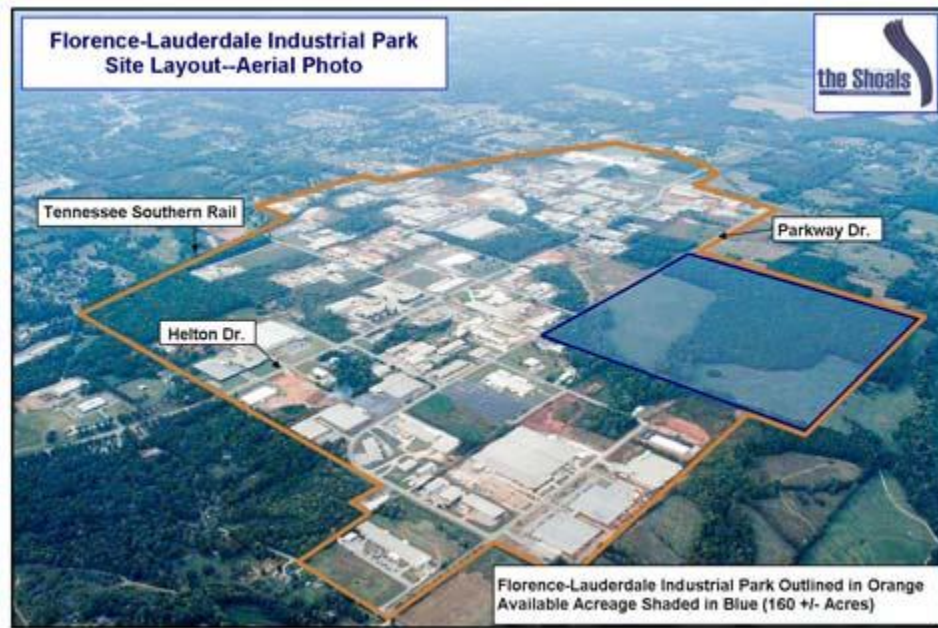 Florence-Lauderdale Industrial Park
Site Layout--Aerial Photo
the Shoals
Tennessee Southern Rail
Parkway Dr.
Helton Dr.
Florence-Lauderdale Industrial Park Outlined in Orange
Available Acreage Shaded in Blue (160 +/- Acres)